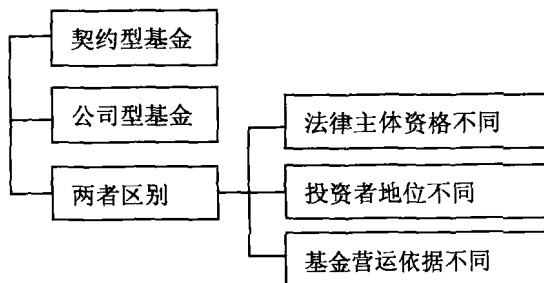 契约型基金
公司型基金
两者区别
法律主体资格不同
投资者地位不同
基金营运依据不同